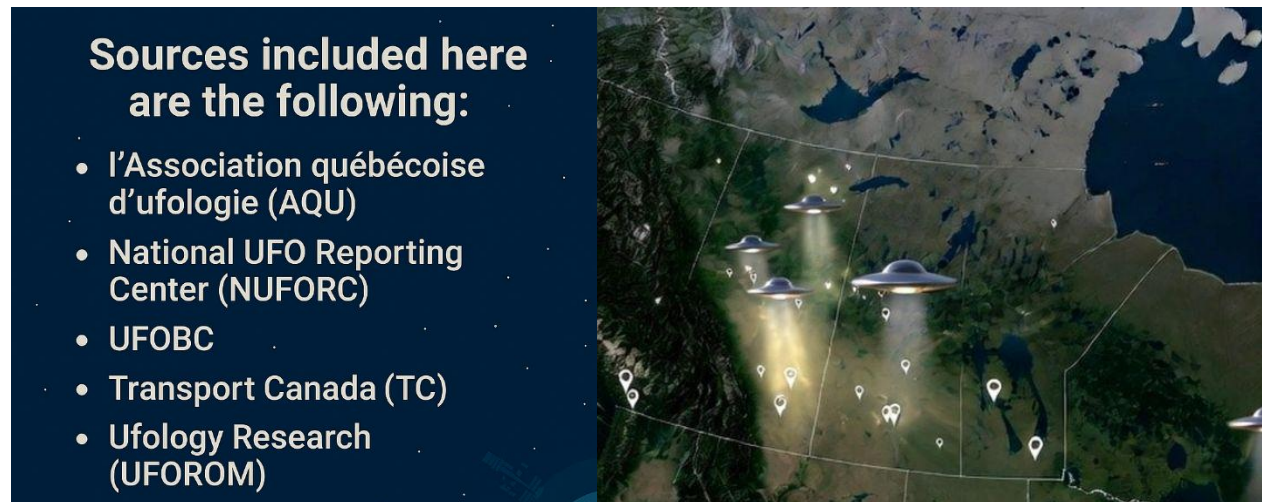 Sources included here
are the following:
• l’Association québécoise
d’ufologie (AQU)
• National UFO Reporting
Center (NUFORC)
• UFOBC
• Transport Canada (TC)
• Ufology Research
(UFOROM)